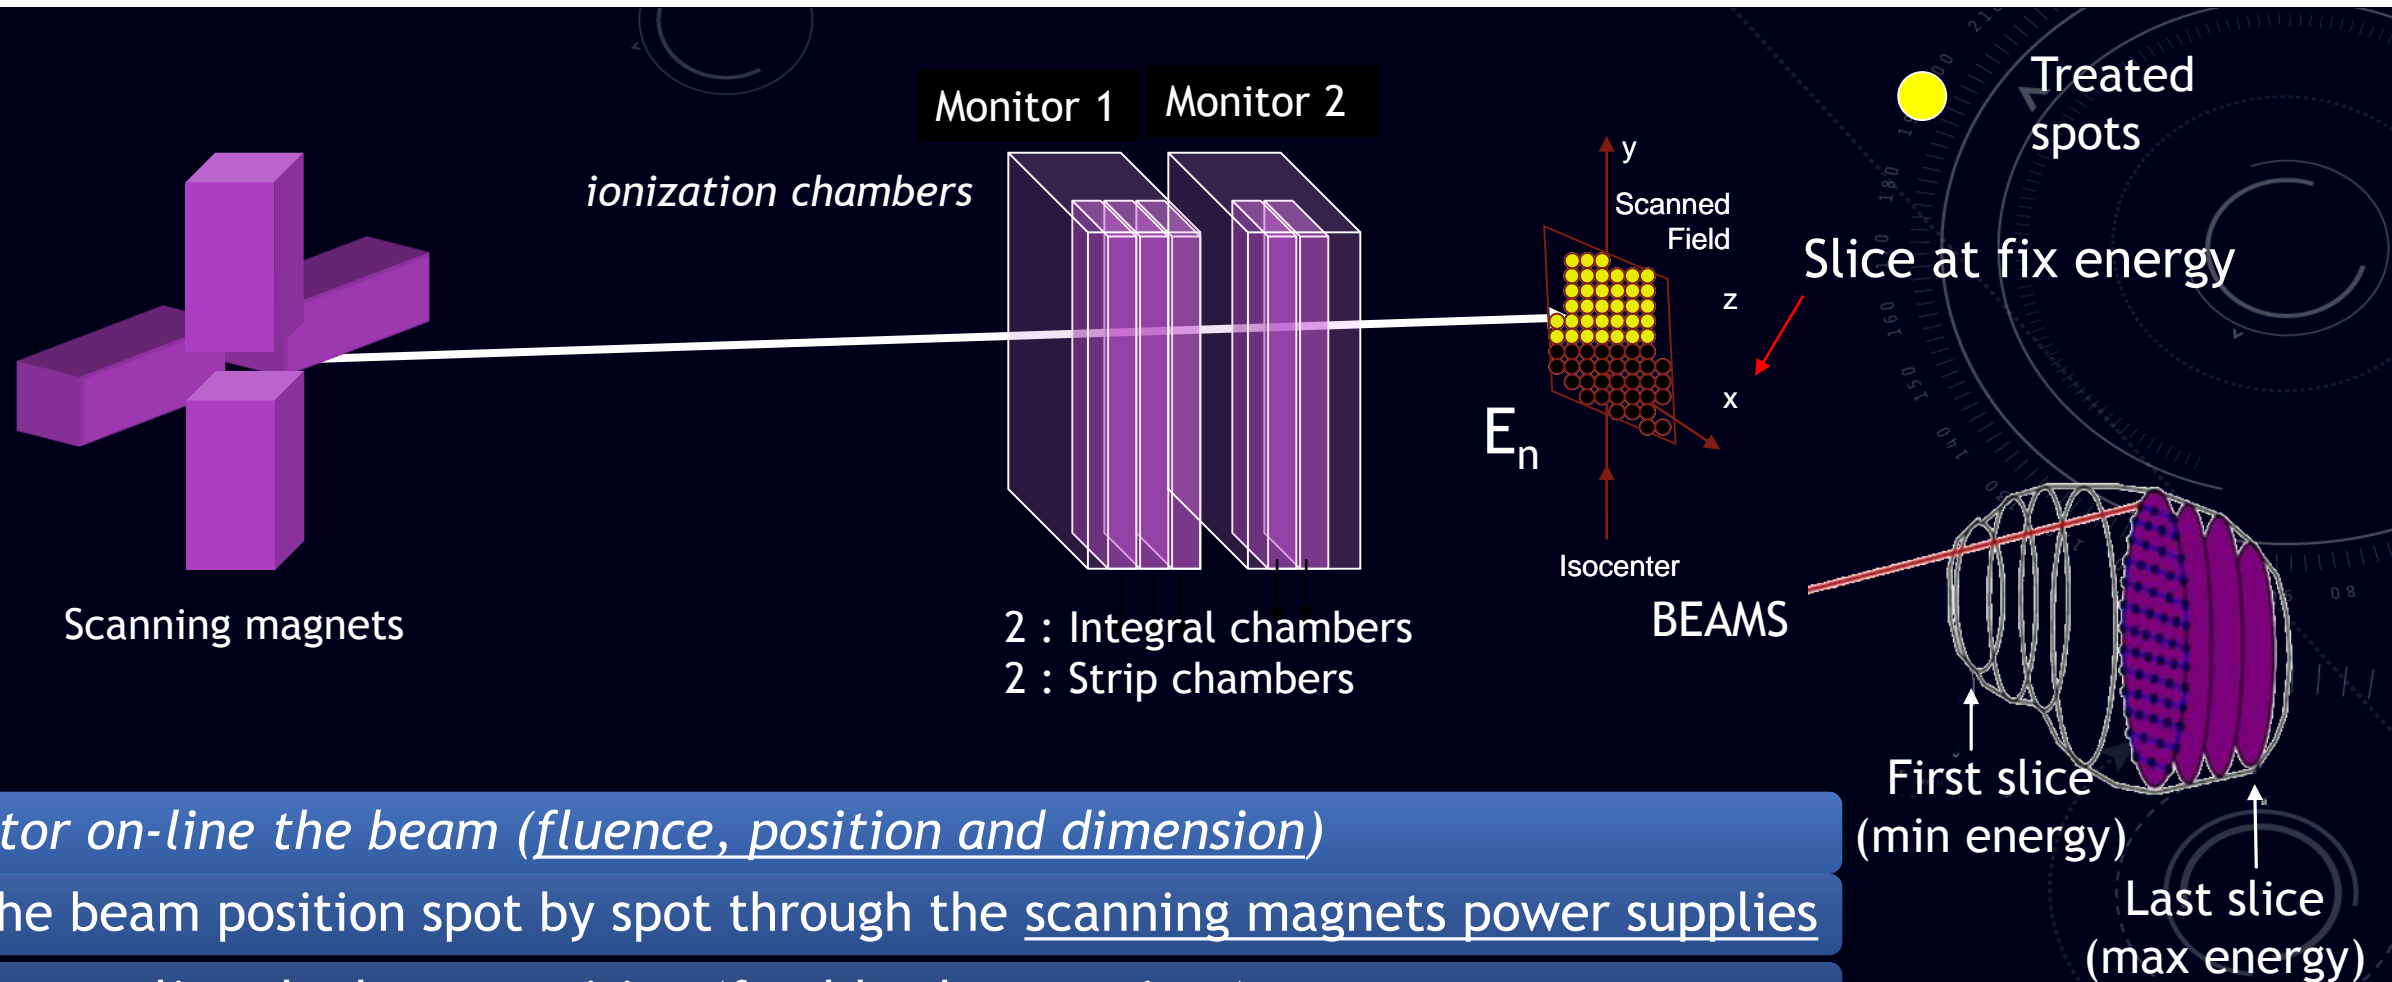 Monitor 1
Monitor 2
Treated
spots
ionization chambers
y
Scanned
Field
Slice at fix energy
z
x
E_n
Isocenter
Scanning magnets
2 : Integral chambers
2 : Strip chambers
BEAMS
First slice
(min energy)
Last slice
(max energy)
tor on-line the beam (fluence, position and dimension)
he beam position spot by spot through the scanning magnets power supplies